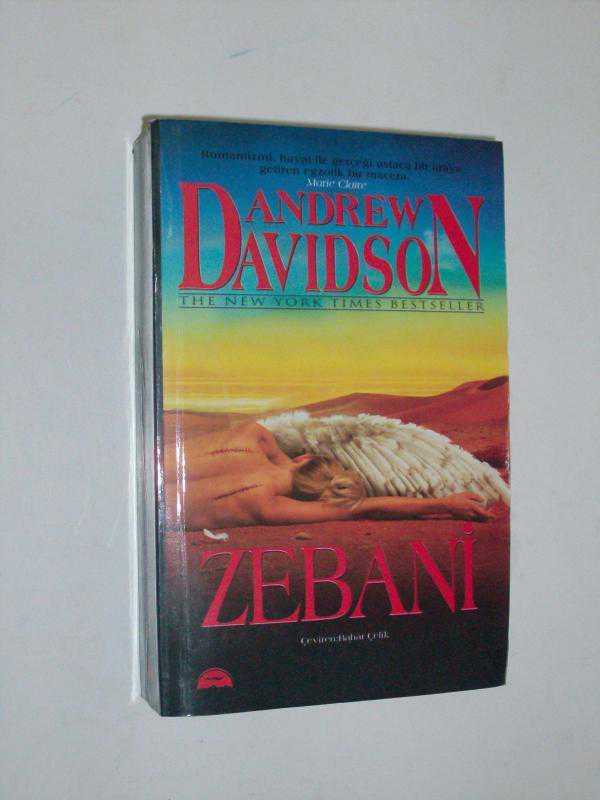 Romantizmi, hayat ile gerçeği ustaca bir araya
getiren egzotik bir macera.
Marie Claire
ANDREW
DAVIDSON
THE NEW YORK TIMES BESTSELLER
ZEBANİ
Çeviren:Bahar Çelik